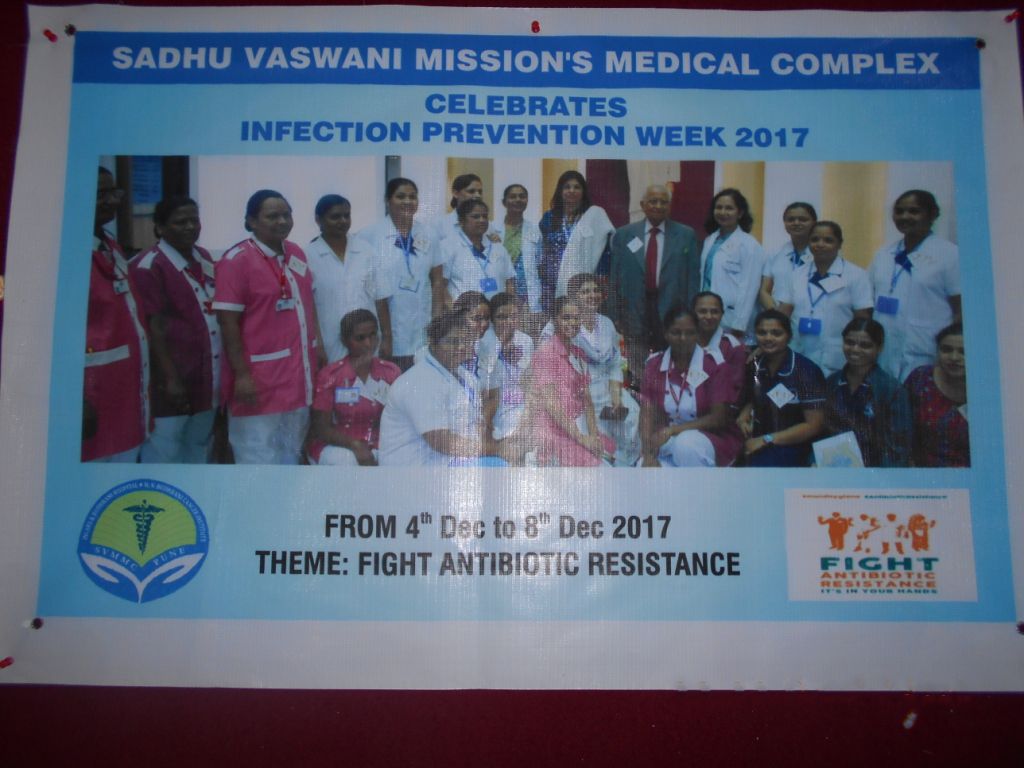 SADHU VASWANI MISSION'S MEDICAL COMPLEX
CELEBRATES
INFECTION PREVENTION WEEK 2017
FROM 4th Dec to 8th Dec 2017
THEME: FIGHT ANTIBIOTIC RESISTANCE
SVMMC PUNE
FIGHT
ANTIBIOTIC
RESISTANCE
IT'S IN YOUR HANDS